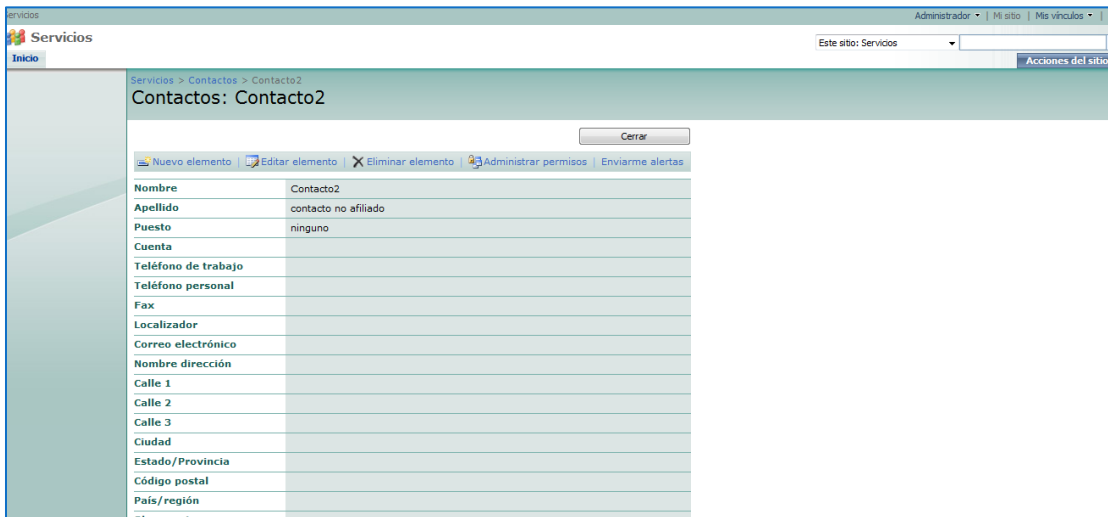 Servicios
Administrador | Mi sitio | Mis vínculos |
Servicios
Este sitio: Servicios
Inicio
Acciones del sitio
Servicios > Contactos > Contacto2
Contactos: Contacto2
Cerrar
Nuevo elemento | Editar elemento | Eliminar elemento | Administrar permisos | Enviarme alertas
Nombre Contacto2
Apellido contacto no afiliado
Puesto ninguno
Cuenta
Teléfono de trabajo
Teléfono personal
Fax
Localizador
Correo electrónico
Nombre dirección
Calle 1
Calle 2
Calle 3
Ciudad
Estado/Provincia
Código postal
País/región